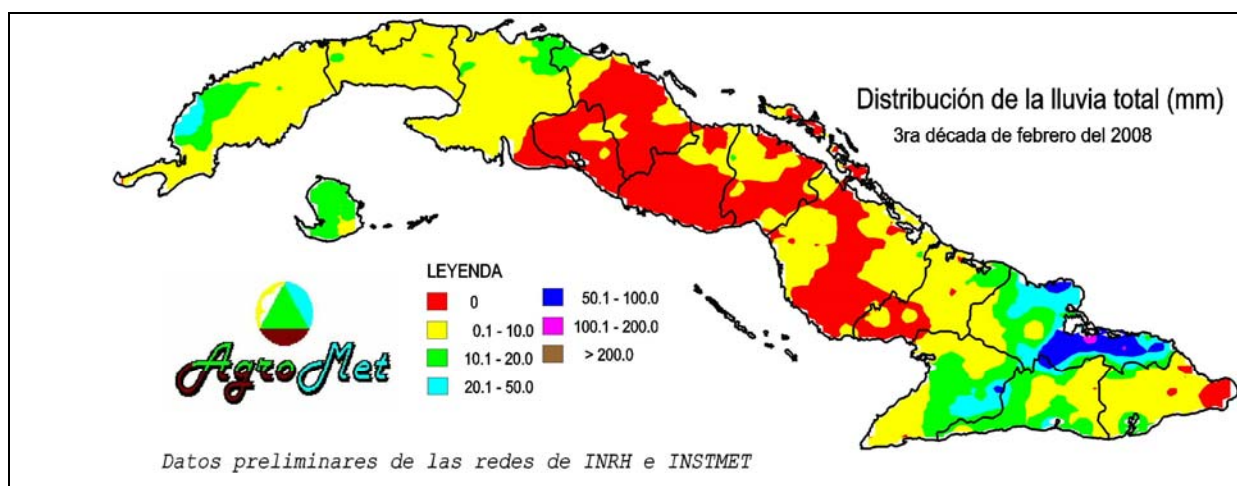 Distribución de la lluvia total (mm)
3ra década de febrero del 2008
LEYENDA
0
0.1 - 10.0
10.1 - 20.0
20.1 - 50.0
50.1 - 100.0
100.1 - 200.0
> 200.0
AgroMet
Datos preliminares de las redes de INRH e INSTMET